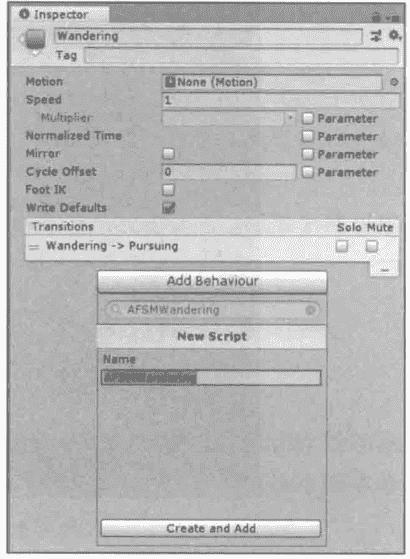 Inspector
Wandering
Tag
Motion None (Motion)
Speed 1
Multiplier Parameter
Normalized Time Parameter
Mirror Parameter
Cycle Offset 0 Parameter
Foot IK
Write Defaults
Transitions Solo Mute
= Wandering -> Pursuing
Add Behaviour
AFSMWandering
New Script
Name
Create and Add